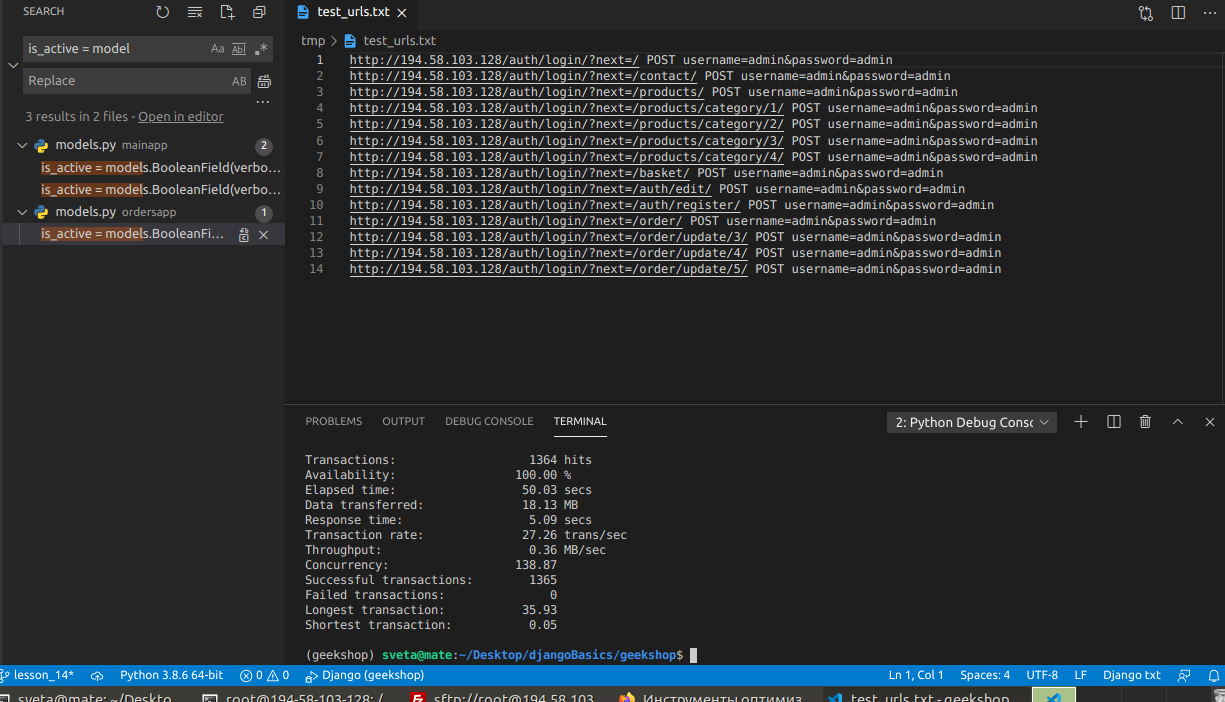 SEARCH
is_active = model
Aa Ab| .*
Replace
AB
3 results in 2 files - Open in editor
models.py mainapp 2
is_active = models.BooleanField(verbo...
is_active = models.BooleanField(verbo...
models.py ordersapp 1
is_active = models.BooleanFi...
test_urls.txt
tmp > test_urls.txt
1 http://194.58.103.128/auth/login/?next=/ POST username=admin&password=admin
2 http://194.58.103.128/auth/login/?next=/contact/ POST username=admin&password=admin
3 http://194.58.103.128/auth/login/?next=/products/ POST username=admin&password=admin
4 http://194.58.103.128/auth/login/?next=/products/category/1/ POST username=admin&password=admin
5 http://194.58.103.128/auth/login/?next=/products/category/2/ POST username=admin&password=admin
6 http://194.58.103.128/auth/login/?next=/products/category/3/ POST username=admin&password=admin
7 http://194.58.103.128/auth/login/?next=/products/category/4/ POST username=admin&password=admin
8 http://194.58.103.128/auth/login/?next=/basket/ POST username=admin&password=admin
9 http://194.58.103.128/auth/login/?next=/auth/edit/ POST username=admin&password=admin
10 http://194.58.103.128/auth/login/?next=/auth/register/ POST username=admin&password=admin
11 http://194.58.103.128/auth/login/?next=/order/ POST username=admin&password=admin
12 http://194.58.103.128/auth/login/?next=/order/update/3/ POST username=admin&password=admin
13 http://194.58.103.128/auth/login/?next=/order/update/4/ POST username=admin&password=admin
14 http://194.58.103.128/auth/login/?next=/order/update/5/ POST username=admin&password=admin
PROBLEMS OUTPUT DEBUG CONSOLE TERMINAL 2: Python Debug Consc
Transactions: 1364 hits
Availability: 100.00 %
Elapsed time: 50.03 secs
Data transferred: 18.13 MB
Response time: 5.09 secs
Transaction rate: 27.26 trans/sec
Throughput: 0.36 MB/sec
Concurrency: 138.87
Successful transactions: 1365
Failed transactions: 0
Longest transaction: 35.93
Shortest transaction: 0.05
(geekshop) sveta@mate:~/Desktop/djangoBasics/geekshop$
lesson_14* Python 3.8.6 64-bit 0 0 Django (geekshop) Ln 1, Col 1 Spaces: 4 UTF-8 LF Django txt
sveta@mate: ~/Deskto... root@194-58-103-128: /... sftp://root@194.58.103... Инструменты оптимиз... test_urls.txt - geekshop...